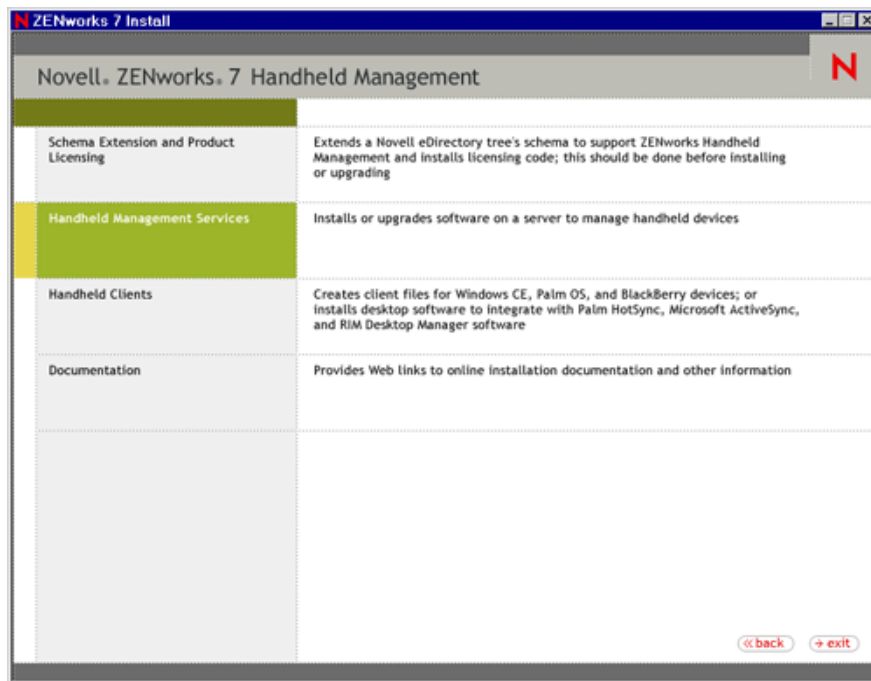 N ZENworks 7 Install
Novell® ZENworks® 7 Handheld Management
N
Schema Extension and Product
Licensing
Extends a Novell eDirectory tree's schema to support ZENworks Handheld
Management and installs licensing code; this should be done before installing
or upgrading
Handheld Management Services
Installs or upgrades software on a server to manage handheld devices
Handheld Clients
Creates client files for Windows CE, Palm OS, and BlackBerry devices; or
installs desktop software to integrate with Palm HotSync, Microsoft ActiveSync,
and RIM Desktop Manager software
Documentation
Provides Web links to online installation documentation and other information
«back
→ exit